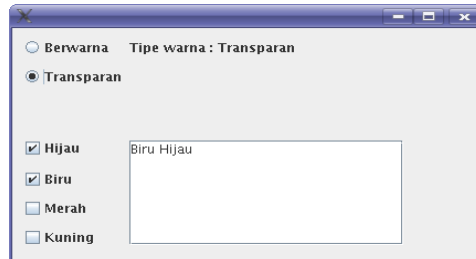 Berwarna Tipe warna : Transparan
Transparan
Hijau Biru Hijau
Biru
Merah
Kuning